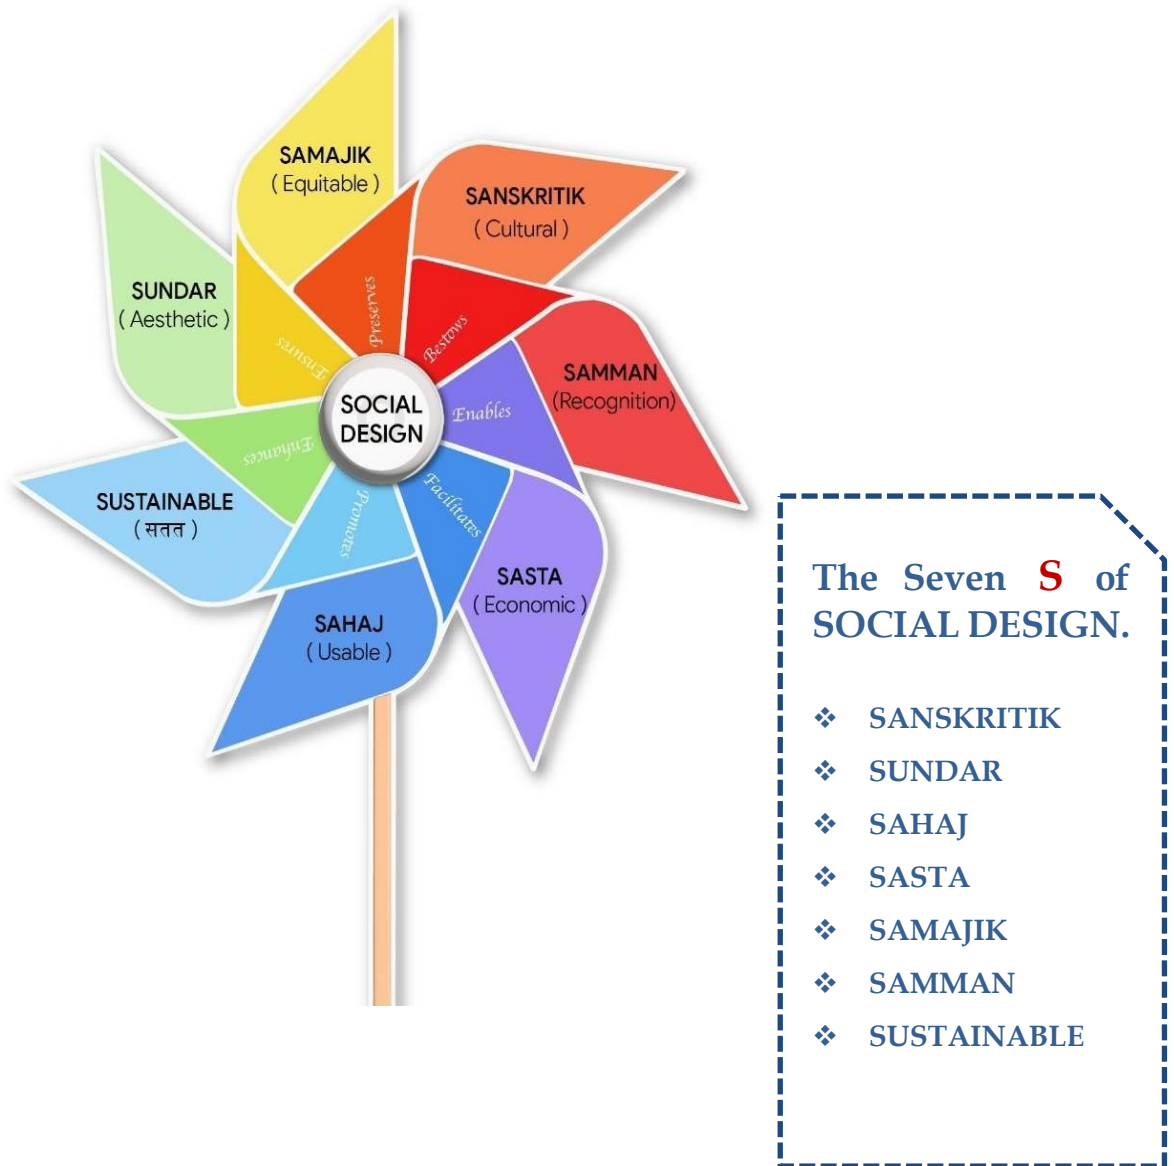 SAMAJIK
( Equitable )
SANSKRITIK
( Cultural )
SUNDAR
( Aesthetic )
Preserves
Bestows
Ensures
SAMMAN
(Recognition)
SOCIAL
DESIGN
Enables
Enhances
Facilitates
Promotes
SUSTAINABLE
( सतत )
SASTA
( Economic )
SAHAJ
( Usable )
The Seven S of
SOCIAL DESIGN.
❖ SANSKRITIK
❖ SUNDAR
❖ SAHAJ
❖ SASTA
❖ SAMAJIK
❖ SAMMAN
❖ SUSTAINABLE